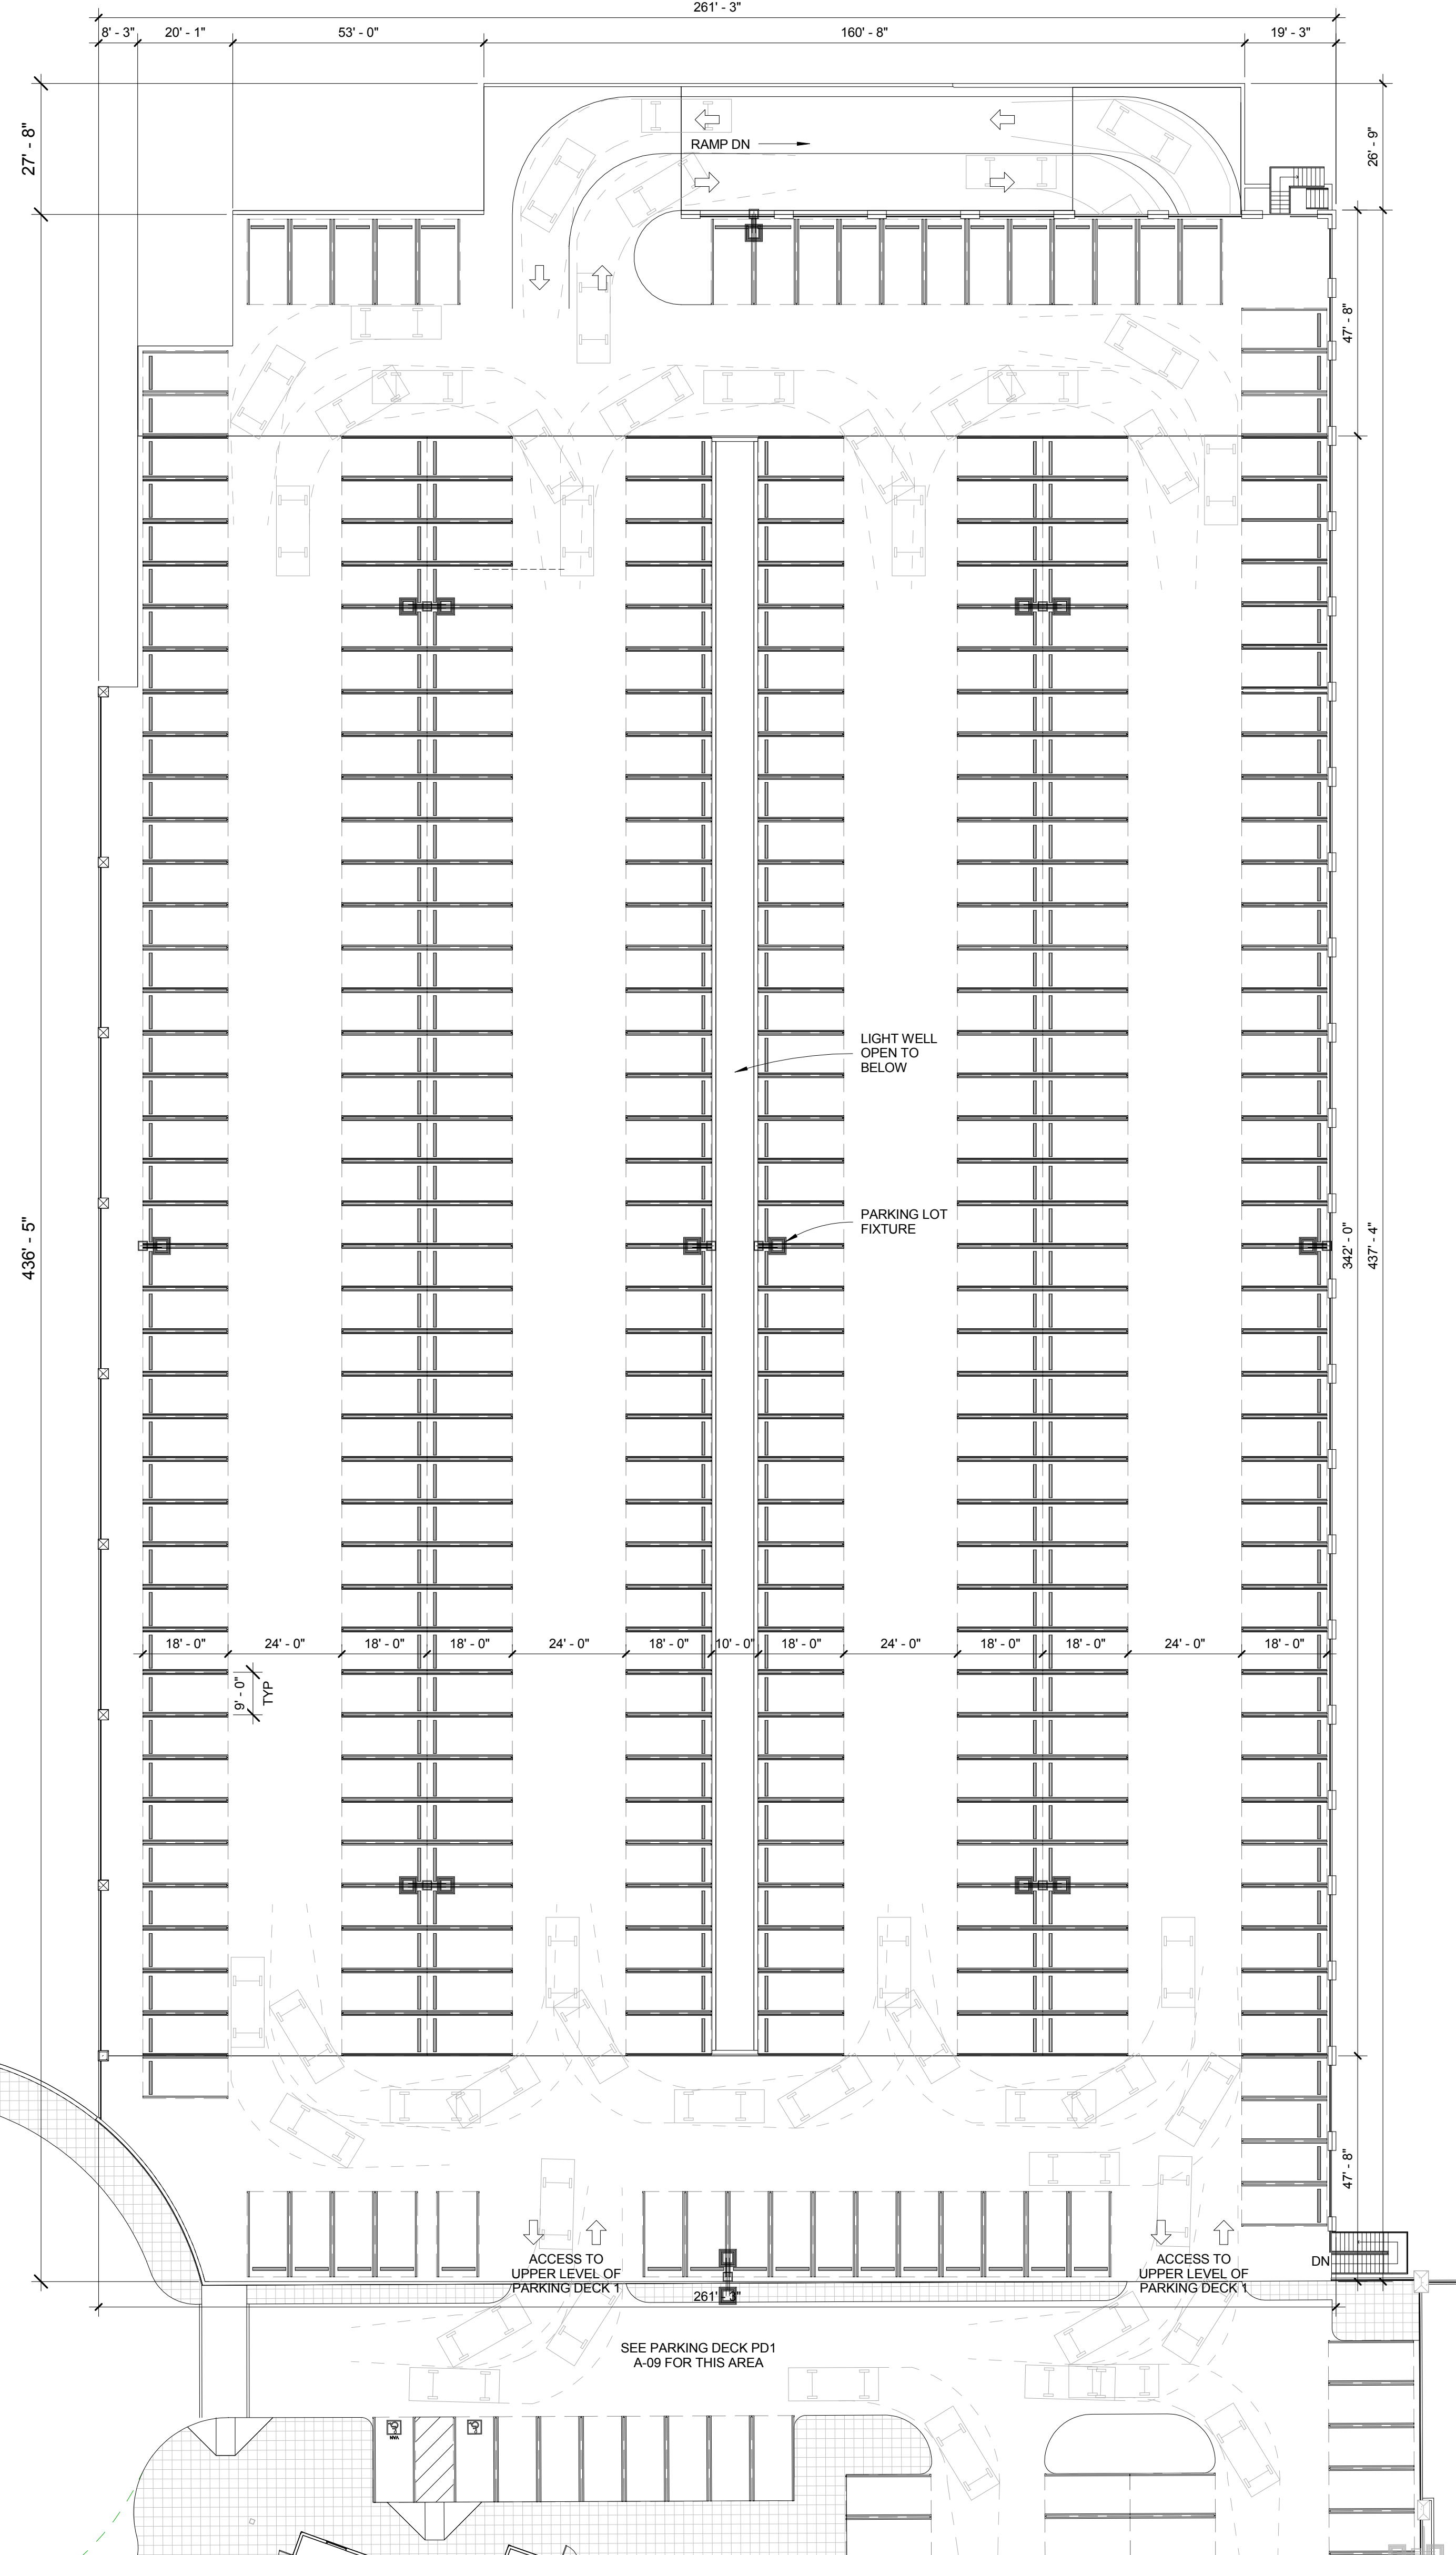 261' - 3"
8' - 3"
20' - 1"
53' - 0"
160' - 8"
19' - 3"
27' - 8"
26' - 9"
RAMP DN
47' - 8"
LIGHT WELL
OPEN TO
BELOW
PARKING LOT
FIXTURE
436' - 5"
342' - 0"
437' - 4"
18' - 0"
24' - 0"
18' - 0"
18' - 0"
24' - 0"
18' - 0"
10' - 0"
18' - 0"
24' - 0"
18' - 0"
18' - 0"
24' - 0"
18' - 0"
9' - 0"
TYP
47' - 8"
ACCESS TO
UPPER LEVEL OF
PARKING DECK 1
ACCESS TO
UPPER LEVEL OF
PARKING DECK 1
DN
261' - 3"
SEE PARKING DECK PD1
A-09 FOR THIS AREA
VAN